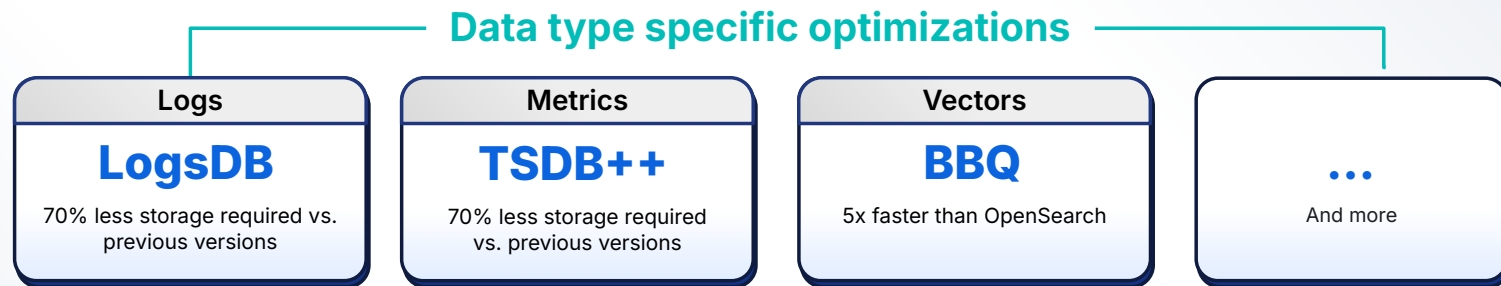 Data type specific optimizations
Logs
LogsDB
70% less storage required vs.
previous versions
Metrics
TSDB++
70% less storage required
vs. previous versions
Vectors
BBQ
5x faster than OpenSearch
...
And more